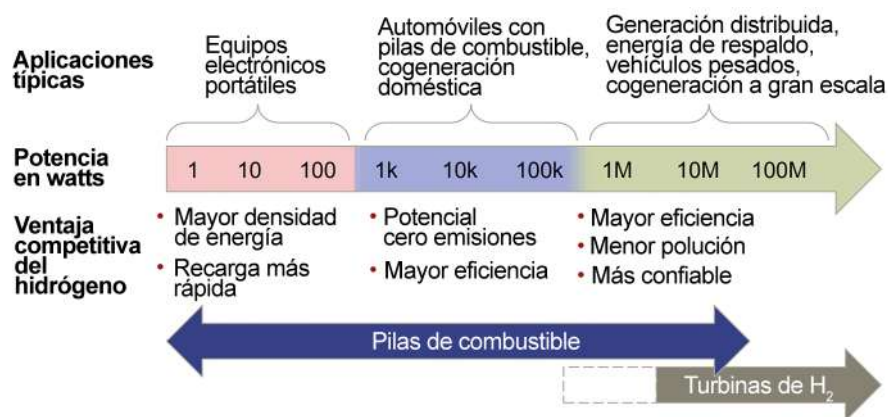 Aplicaciones
típicas
Equipos
electrónicos
portátiles
Automóviles con
pilas de combustible,
cogeneración
doméstica
Generación distribuida,
energía de respaldo,
vehículos pesados,
cogeneración a gran escala
Potencia
en watts
1 10 100 1k 10k 100k 1M 10M 100M
Ventaja
competitiva
del
hidrógeno
• Mayor densidad
de energía
• Recarga más
rápida
• Potencial
cero emisiones
• Mayor eficiencia
• Mayor eficiencia
• Menor polución
• Más confiable
Pilas de combustible
Turbinas de H₂